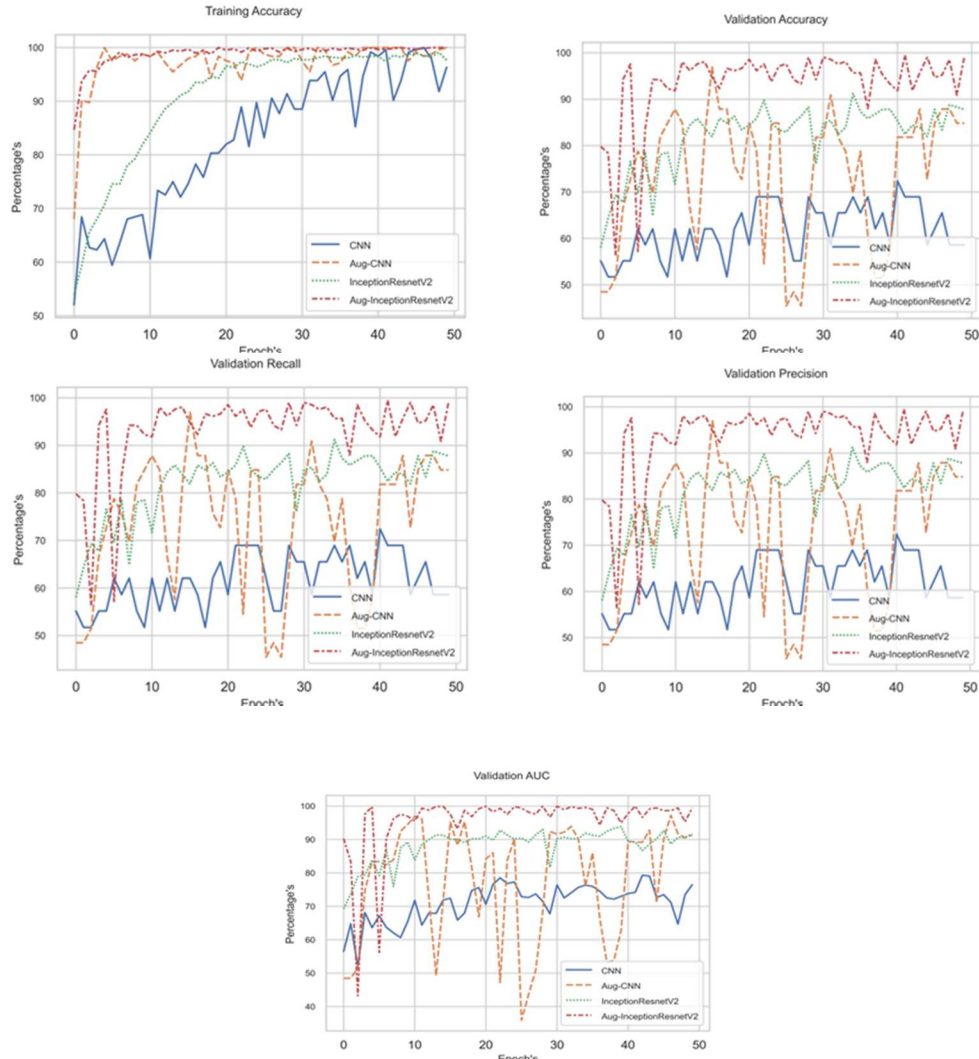 Training Accuracy
Percentage's
100
90
80
70
60
50
CNN
Aug-CNN
InceptionResnetV2
Aug-InceptionResnetV2
0 10 20 30 40 50
Epoch's
Validation Accuracy
Percentage's
100
90
80
70
60
50
CNN
Aug-CNN
InceptionResnetV2
Aug-InceptionResnetV2
0 10 20 30 40 50
Epoch's
Validation Recall
Percentage's
100
90
80
70
60
50
CNN
Aug-CNN
InceptionResnetV2
Aug-InceptionResnetV2
0 10 20 30 40 50
Epoch's
Validation Precision
Percentage's
100
90
80
70
60
50
CNN
Aug-CNN
InceptionResnetV2
Aug-InceptionResnetV2
0 10 20 30 40 50
Epoch's
Validation AUC
Percentage's
100
90
80
70
60
50
40
CNN
Aug-CNN
InceptionResnetV2
Aug-InceptionResnetV2
0 10 20 30 40 50
Epoch's